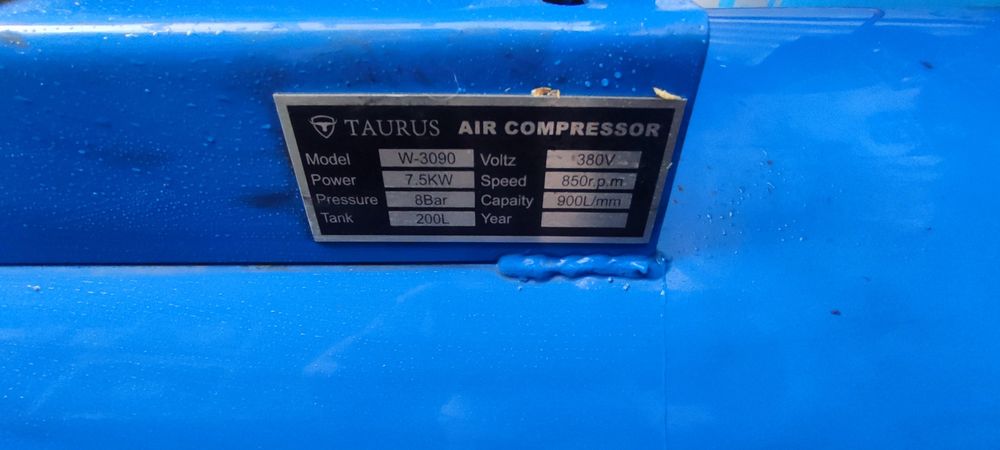 TAURUS AIR COMPRESSOR
Model W-3090 Voltz 380V
Power 7.5KW Speed 850r.p.m
Pressure 8Bar Capaity 900L/mm
Tank 200L Year